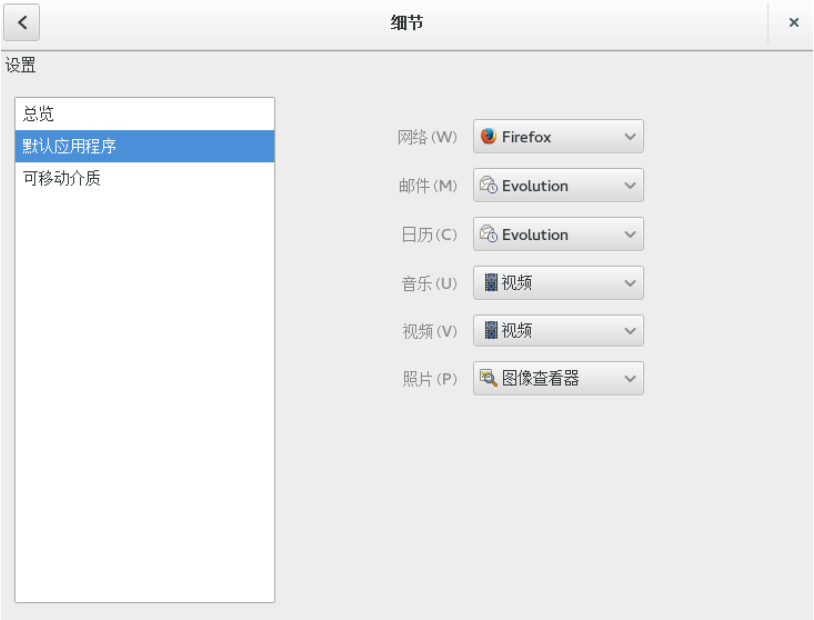 细节
设置
总览
默认应用程序
可移动介质
网络(W) Firefox
邮件(M) Evolution
日历(C) Evolution
音乐(U) 视频
视频(V) 视频
照片(P) 图像查看器